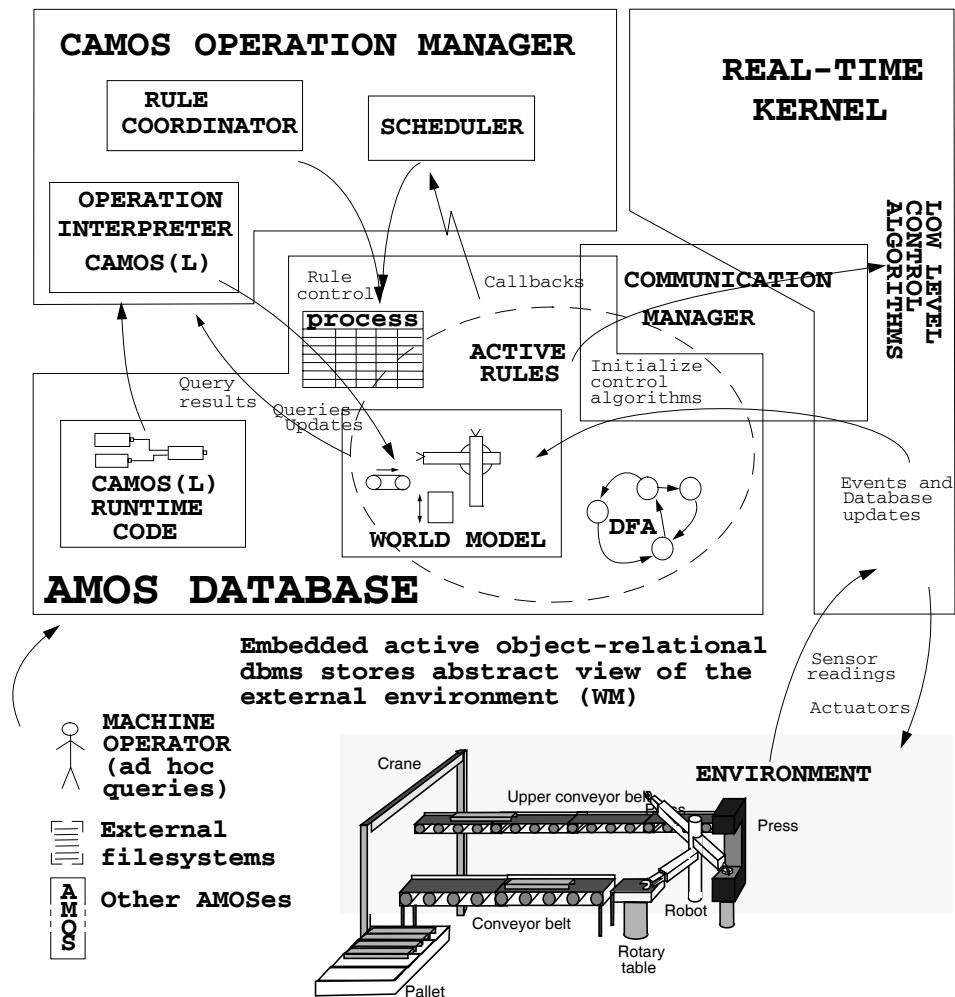 CAMOS OPERATION MANAGER
REAL-TIME
KERNEL
RULE
COORDINATOR
SCHEDULER
OPERATION
INTERPRETER
CAMOS(L)
LOW LEVEL
CONTROL
ALGORITHMS
Rule
control
Callbacks
COMMUNICATION
MANAGER
process
ACTIVE
RULES
Initialize
control
algorithms
Query
results
Queries
Updates
CAMOS(L)
RUNTIME
CODE
WORLD MODEL
DFA
Events and
Database
updates
AMOS DATABASE
Embedded active object-relational
dbms stores abstract view of the
external environment (WM)
Sensor
readings
Actuators
MACHINE
OPERATOR
(ad hoc
queries)
External
filesystems
AMOS
Other AMOSes
ENVIRONMENT
Crane
Upper conveyor belt
Press
Conveyor belt
Robot
Rotary
table
Pallet